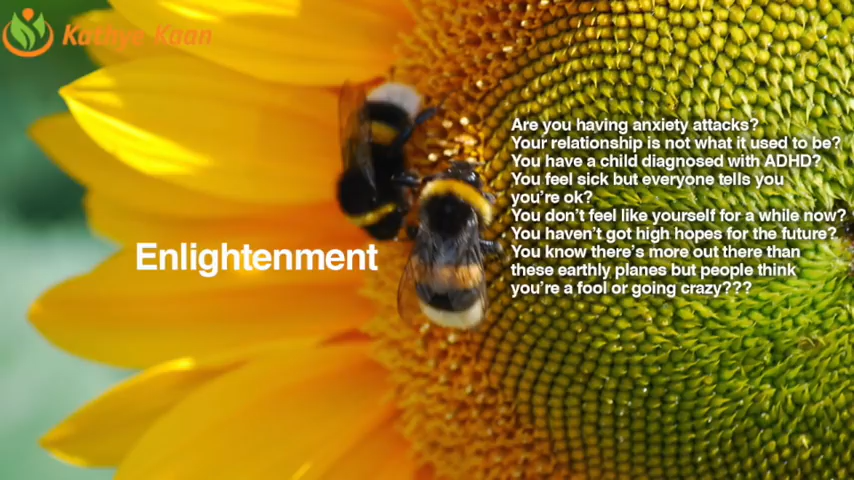 Kathye Kaan
Are you having anxiety attacks?
Your relationship is not what it used to be?
You have a child diagnosed with ADHD?
You feel sick but everyone tells you
you're ok?
You don't feel like yourself for a while now?
You haven't got high hopes for the future?
You know there's more out there than
these earthly planes but people think
you're a fool or going crazy???
Enlightenment